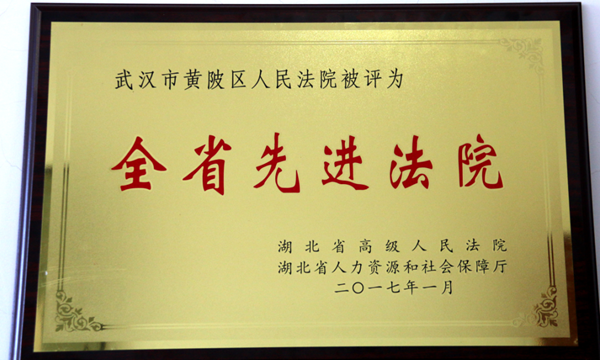 武汉市黄陂区人民法院被评为
全省先进法院
湖北省高级人民法院
湖北省人力资源和社会保障厅
二〇一七年一月